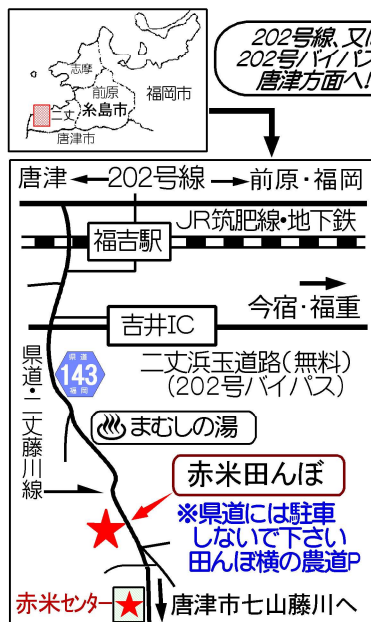 志摩
前原
糸島市
福岡市
二丈
唐津市
202号線、又は
202号バイパス
唐津方面へ!
唐津 ←202号線→ 前原・福岡
JR筑肥線・地下鉄
福吉駅
今宿・福重
吉井IC
県道
143
福岡
二丈浜玉道路(無料)
(202号バイパス)
県道・二丈藤川線
まむしの湯
赤米田んぼ
※県道には駐車
しないで下さい
田んぼ横の農道P
赤米センター
唐津市七山藤川へ